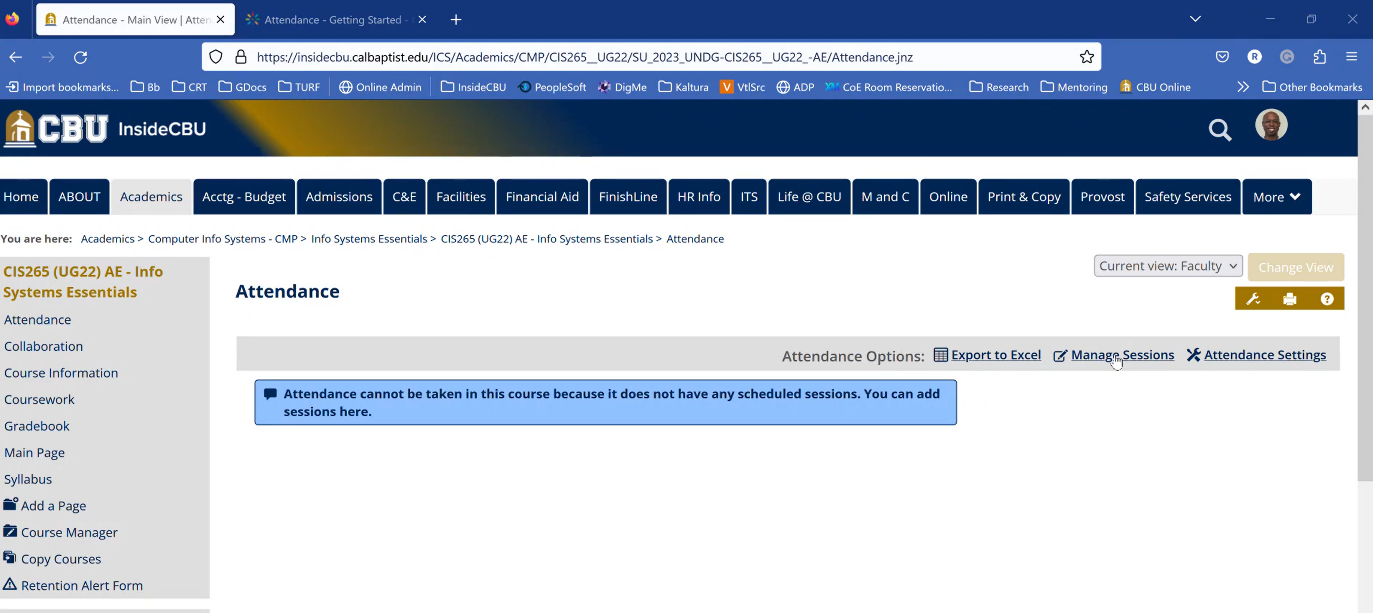 Attendance - Main View | Atten
Attendance - Getting Started -
https://insidecbu.calbaptist.edu/ICS/Academics/CMP/CIS265__UG22/SU_2023_UNDG-CIS265__UG22_-AE/Attendance.jnz
R
Import bookmarks... Bb CRT GDocs TURF Online Admin InsideCBU PeopleSoft DigMe Kaltura V VtlSrc ADP CoE Room Reservatio... Research Mentoring CBU Online Other Bookmarks
CBU InsideCBU
Home ABOUT Academics Acctg - Budget Admissions C&E Facilities Financial Aid FinishLine HR Info ITS Life @ CBU M and C Online Print & Copy Provost Safety Services More
You are here: Academics > Computer Info Systems - CMP > Info Systems Essentials > CIS265 (UG22) AE - Info Systems Essentials > Attendance
CIS265 (UG22) AE - Info
Systems Essentials
Attendance
Collaboration
Course Information
Coursework
Gradebook
Main Page
Syllabus
Add a Page
Course Manager
Copy Courses
Retention Alert Form
Current view: Faculty Change View
Attendance
Attendance Options: Export to Excel Manage Sessions Attendance Settings
Attendance cannot be taken in this course because it does not have any scheduled sessions. You can add
sessions here.